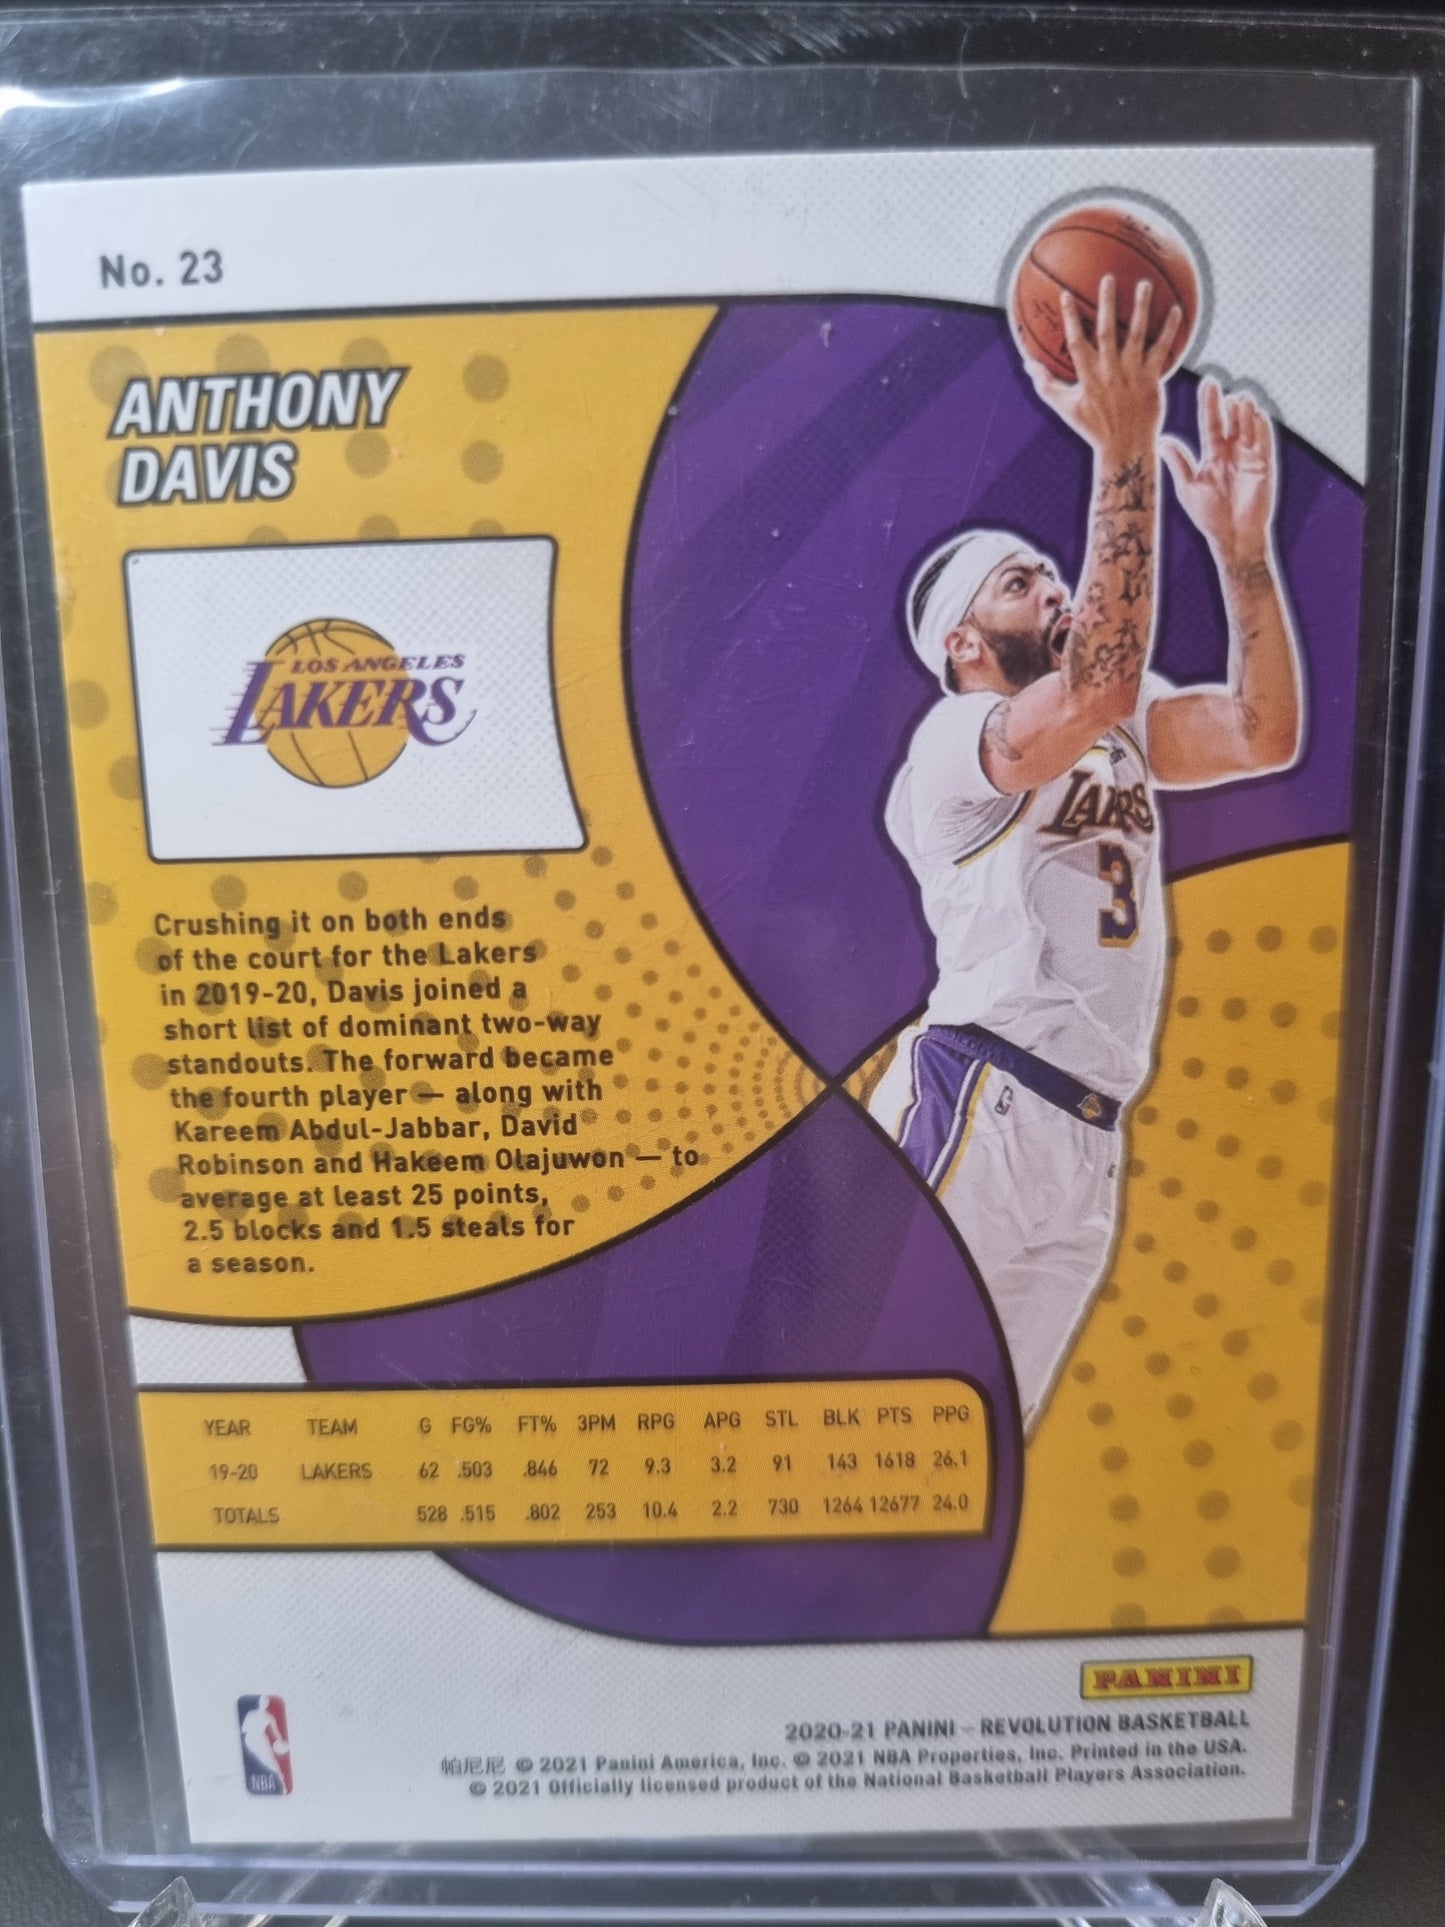 No. 23
ANTHONY
DAVIS
LOS ANGELES
LAKERS
LAKERS
3
Crushing it on both ends
of the court for the Lakers
in 2019-20, Davis joined a
short list of dominant two-way
standouts. The forward became
the fourth player — along with
Kareem Abdul-Jabbar, David
Robinson and Hakeem Olajuwon — to
average at least 25 points,
2.5 blocks and 1.5 steals for
a season.
YEAR TEAM G FG% FT% 3PM RPG APG STL BLK PTS PPG
19-20 LAKERS 62 .503 .846 72 9.3 3.2 91 143 1618 26.1
TOTALS 528 .515 .802 253 10.4 2.2 730 1264 12677 24.0
PANINI
NBA
2020-21 PANINI – REVOLUTION BASKETBALL
帕尼尼 © 2021 Panini America, Inc. © 2021 NBA Properties, Inc. Printed in the USA.
© 2021 Officially licensed product of the National Basketball Players Association.